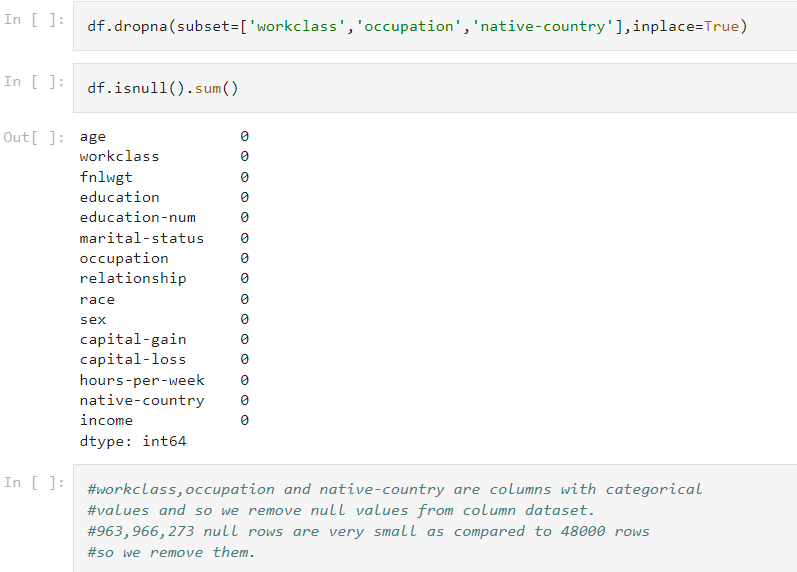 In [ ]: df.dropna(subset=['workclass','occupation','native-country'],inplace=True)
In [ ]: df.isnull().sum()
Out[ ]: age 0
workclass 0
fnlwgt 0
education 0
education-num 0
marital-status 0
occupation 0
relationship 0
race 0
sex 0
capital-gain 0
capital-loss 0
hours-per-week 0
native-country 0
income 0
dtype: int64
In [ ]: #workclass,occupation and native-country are columns with categorical
#values and so we remove null values from column dataset.
#963,966,273 null rows are very small as compared to 48000 rows
#so we remove them.